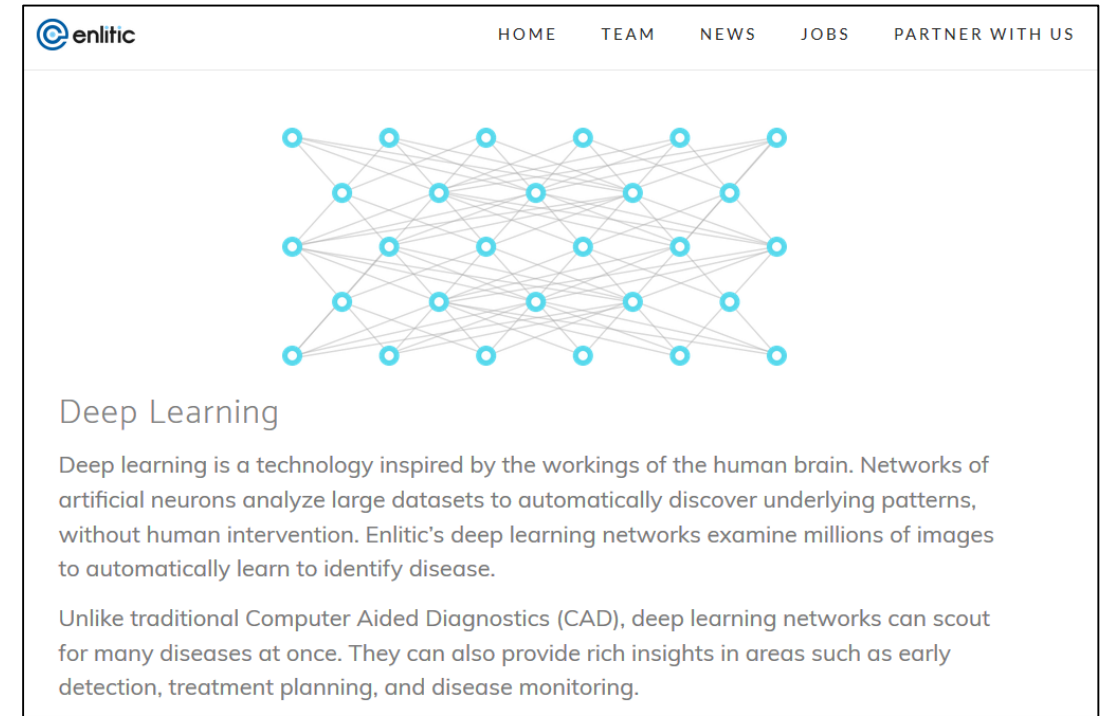 enlitic
HOME TEAM NEWS JOBS PARTNER WITH US
Deep Learning
Deep learning is a technology inspired by the workings of the human brain. Networks of
artificial neurons analyze large datasets to automatically discover underlying patterns,
without human intervention. Enlitic’s deep learning networks examine millions of images
to automatically learn to identify disease.
Unlike traditional Computer Aided Diagnostics (CAD), deep learning networks can scout
for many diseases at once. They can also provide rich insights in areas such as early
detection, treatment planning, and disease monitoring.